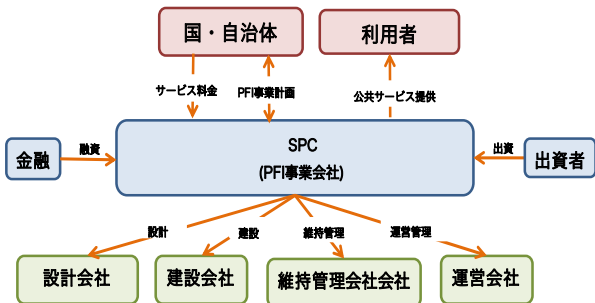 国・自治体
利用者
サービス料金
PFI事業計画
公共サービス提供
SPC
(PFI事業会社)
金融
融資
出資
出資者
設計
建設
維持管理
運営管理
設計会社
建設会社
維持管理会社会社
運営会社